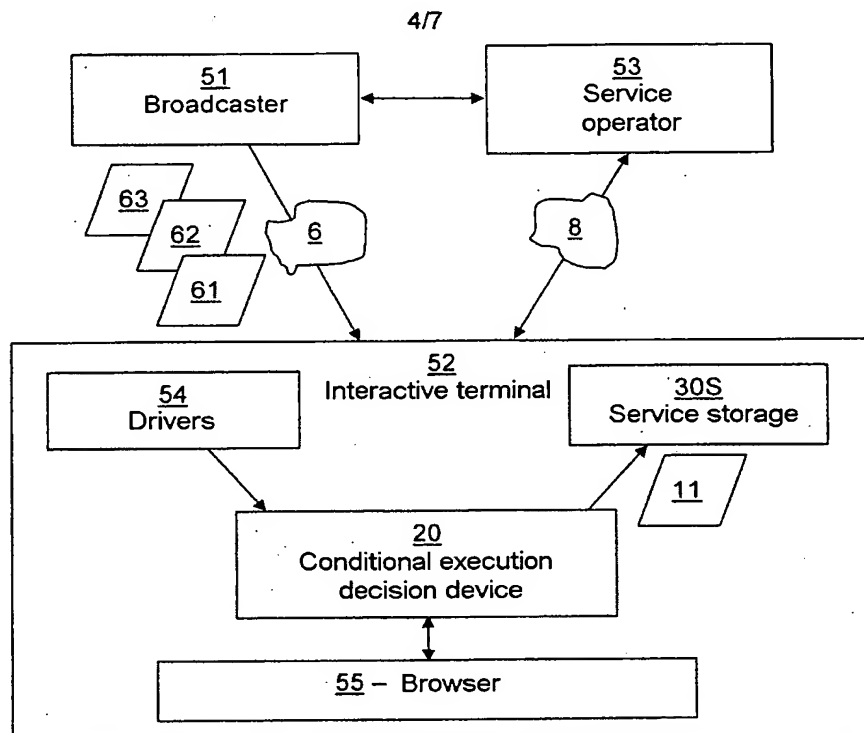 4/7
51
Broadcaster
53
Service
operator
63
62
61
6
8
52
Interactive terminal
54
Drivers
30S
Service storage
11
20
Conditional execution
decision device
55 – Browser